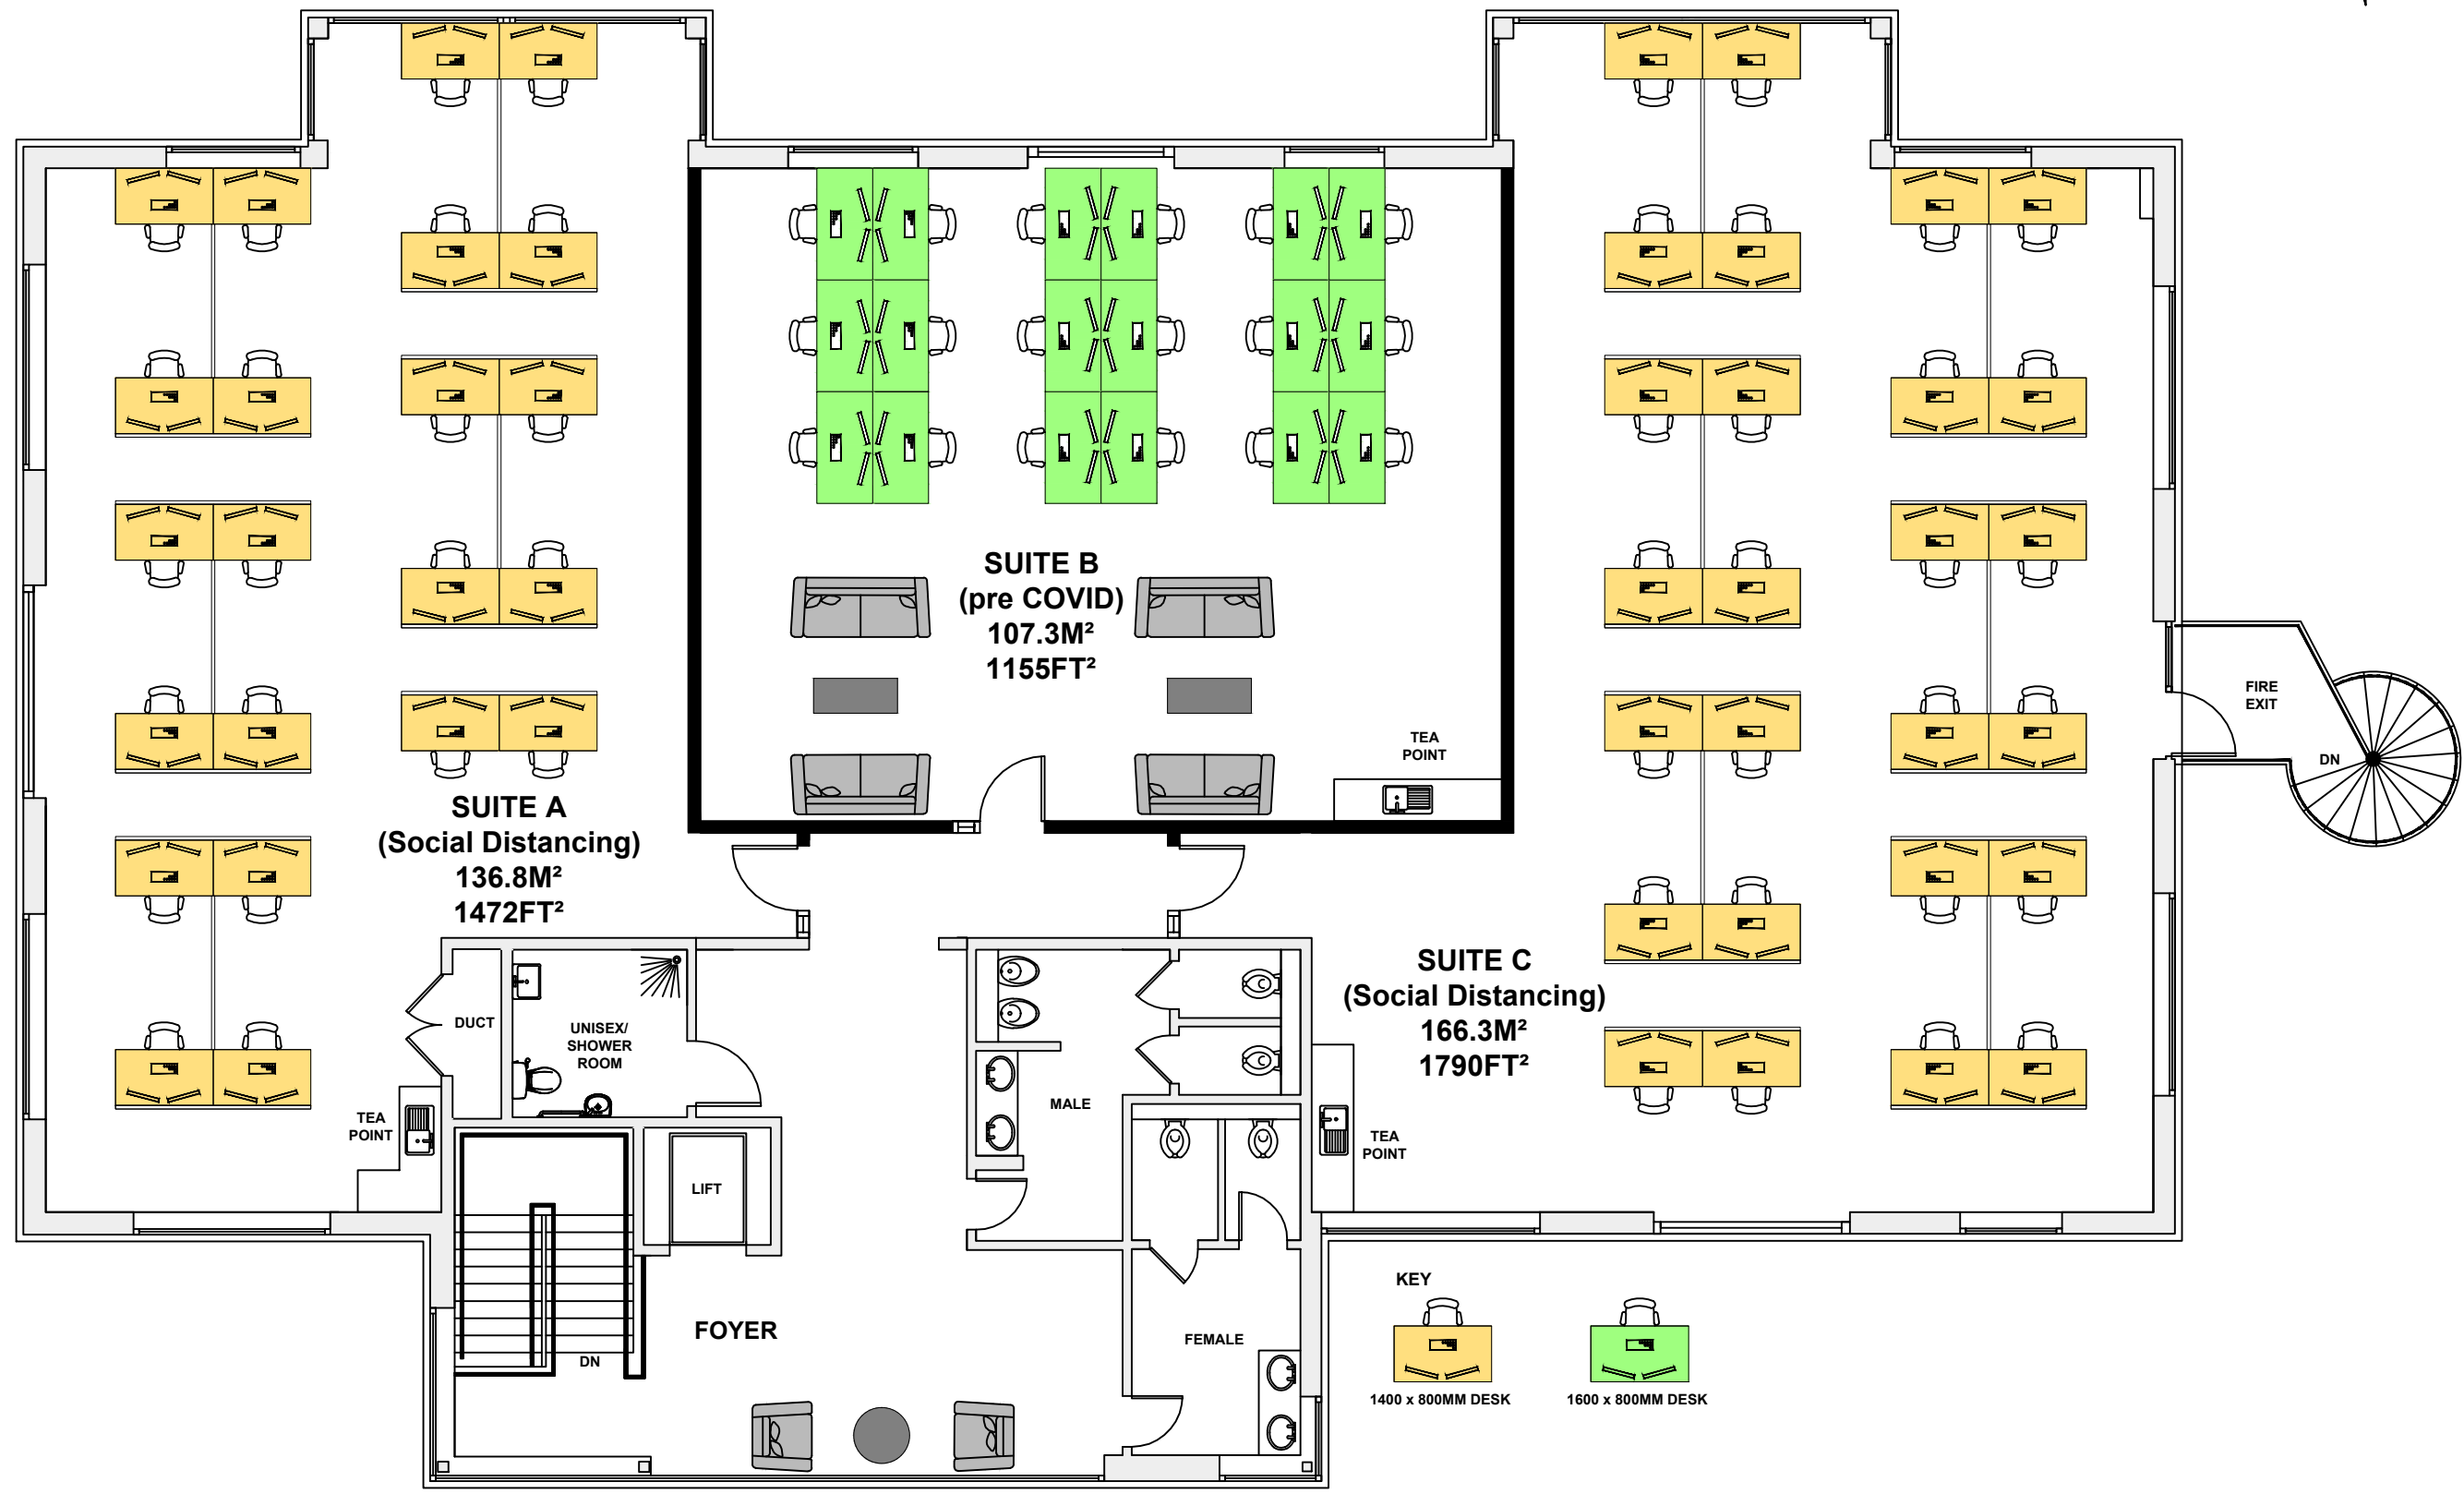 SUITE B
(pre COVID)
107.3M²
1155FT²
TEA
POINT
FIRE
EXIT
DN
SUITE A
(Social Distancing)
136.8M²
1472FT²
SUITE C
(Social Distancing)
166.3M²
1790FT²
DUCT
UNISEX/
SHOWER
ROOM
MALE
TEA
POINT
TEA
POINT
LIFT
FOYER
DN
FEMALE
KEY
1400 x 800MM DESK
1600 x 800MM DESK